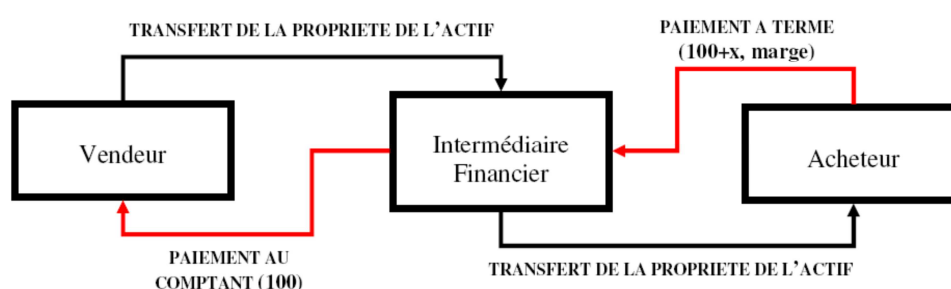 TRANSFERT DE LA PROPRIETE DE L'ACTIF
PAIEMENT A TERME
(100+x, marge)
Vendeur
Intermédiaire
Financier
Acheteur
PAIEMENT AU
COMPTANT (100)
TRANSFERT DE LA PROPRIETE DE L'ACTIF